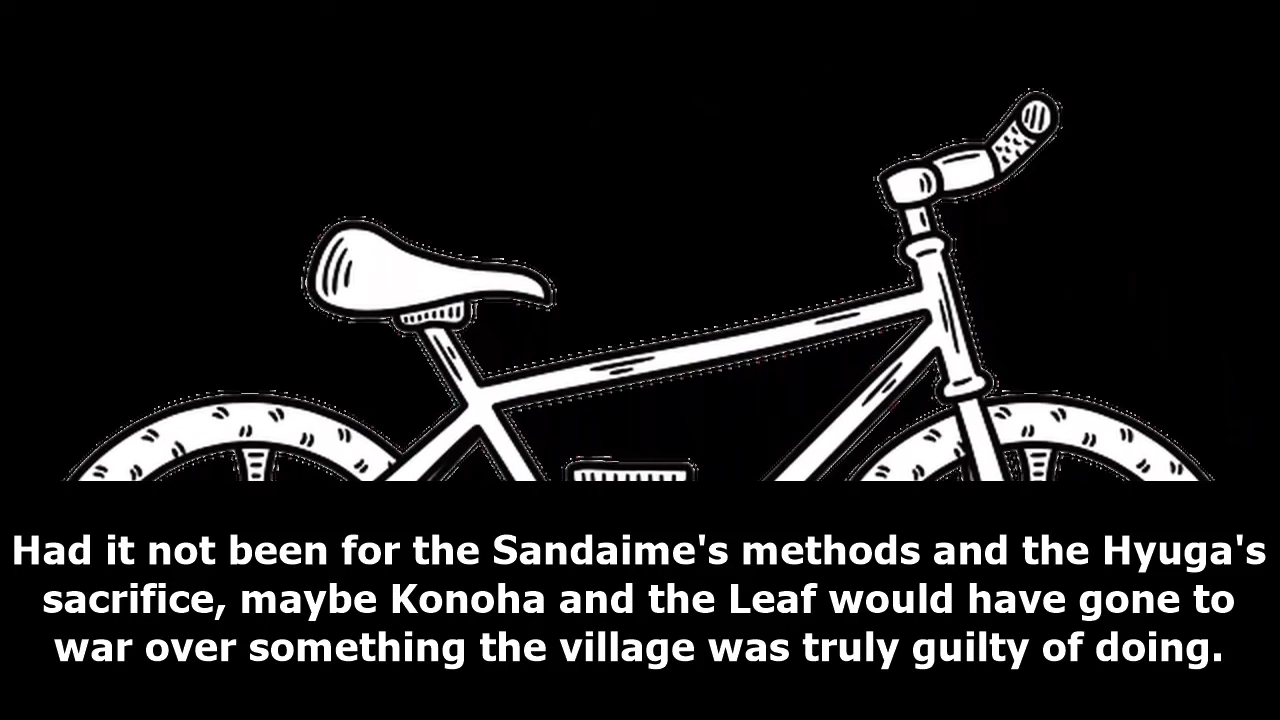 Had it not been for the Sandaime's methods and the Hyuga's
sacrifice, maybe Konoha and the Leaf would have gone to
war over something the village was truly guilty of doing.